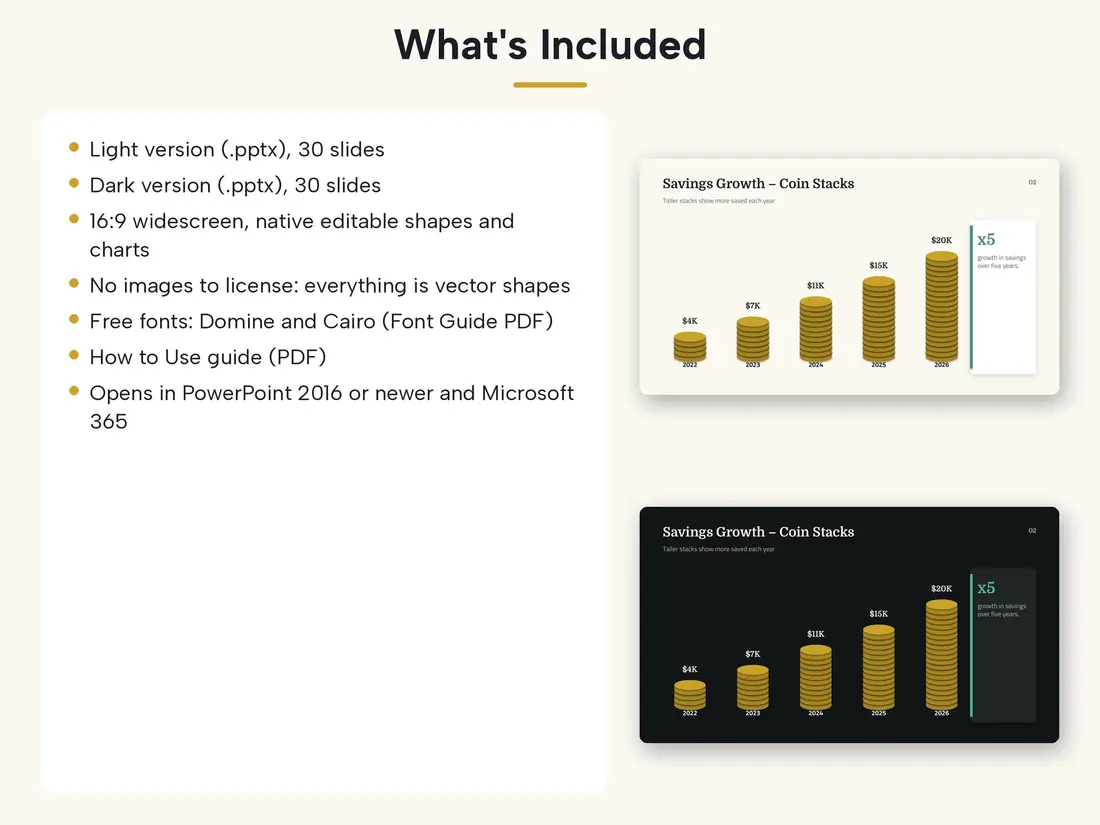 What's Included
Light version (.pptx), 30 slides
Dark version (.pptx), 30 slides
16:9 widescreen, native editable shapes and
charts
No images to license: everything is vector shapes
Free fonts: Domine and Cairo (Font Guide PDF)
How to Use guide (PDF)
Opens in PowerPoint 2016 or newer and Microsoft
365
Savings Growth – Coin Stacks
02
Taller stacks show more saved each year
$4K
$7K
$11K
$15K
$20K
2022
2023
2024
2025
2026
x5
growth in savings
over five years.
Savings Growth – Coin Stacks
02
Taller stacks show more saved each year
$4K
$7K
$11K
$15K
$20K
2022
2023
2024
2025
2026
x5
growth in savings
over five years.